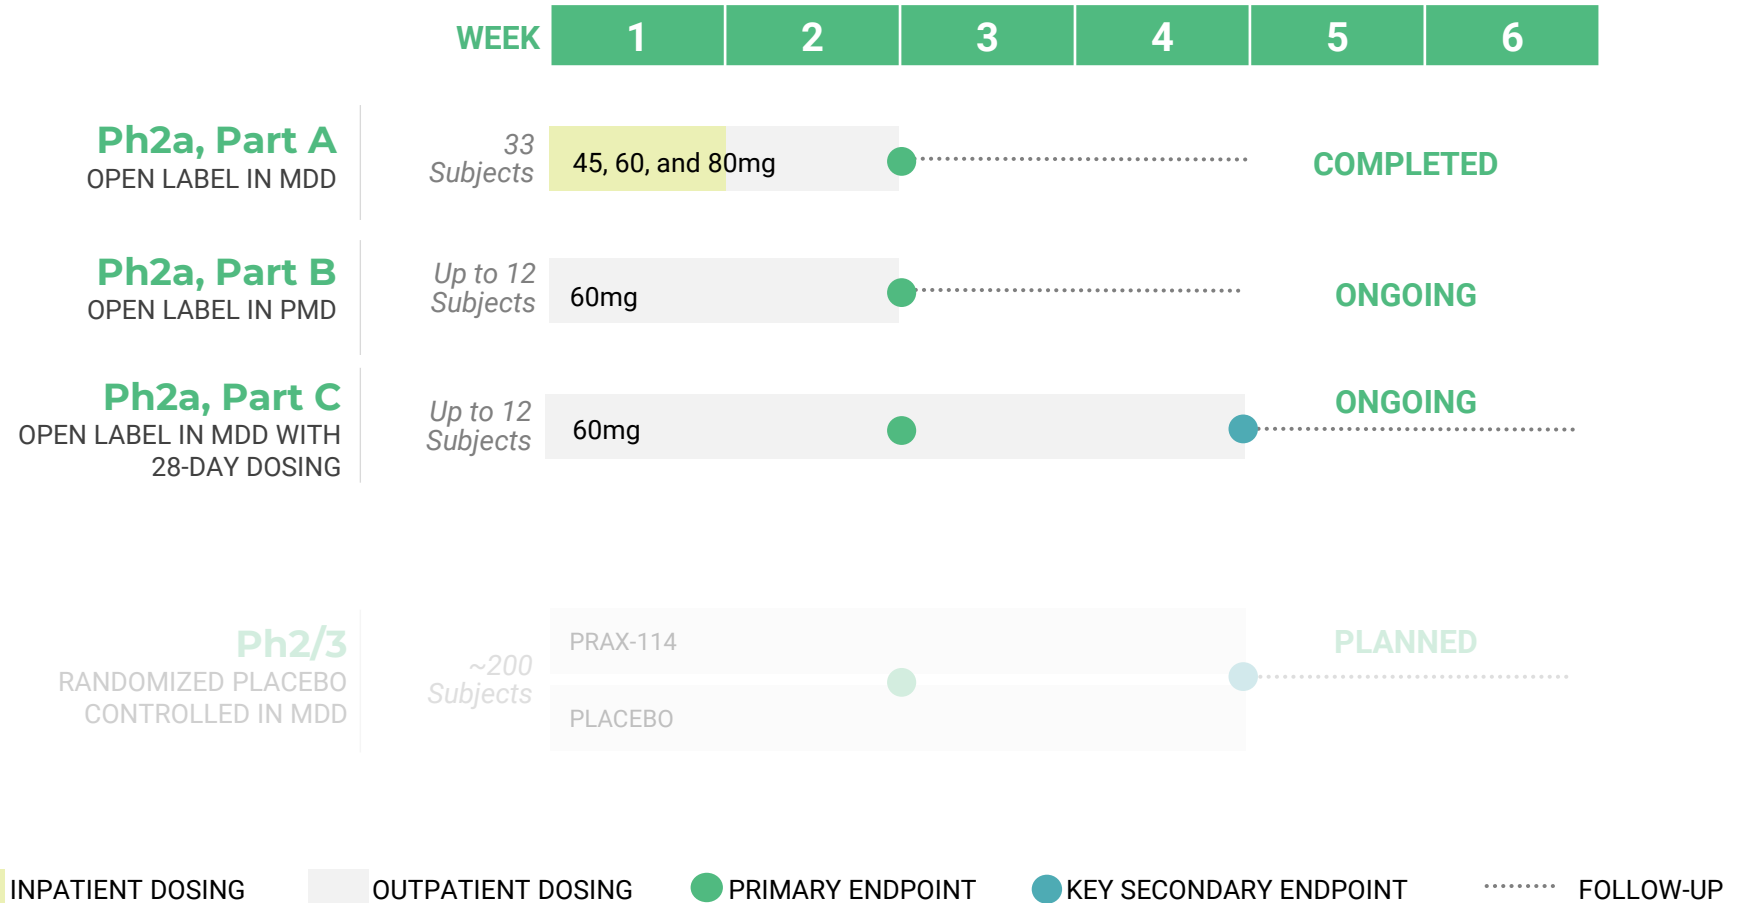 WEEK 1 2 3 4 5 6
Ph2a, Part A
OPEN LABEL IN MDD
33
Subjects
45, 60, and 80mg
COMPLETED
Ph2a, Part B
OPEN LABEL IN PMD
Up to 12
Subjects
60mg
ONGOING
Ph2a, Part C
OPEN LABEL IN MDD WITH
28-DAY DOSING
Up to 12
Subjects
60mg
ONGOING
Ph2/3
RANDOMIZED PLACEBO
CONTROLLED IN MDD
~200
Subjects
PRAX-114
PLACEBO
PLANNED
INPATIENT DOSING
OUTPATIENT DOSING
PRIMARY ENDPOINT
KEY SECONDARY ENDPOINT
FOLLOW-UP